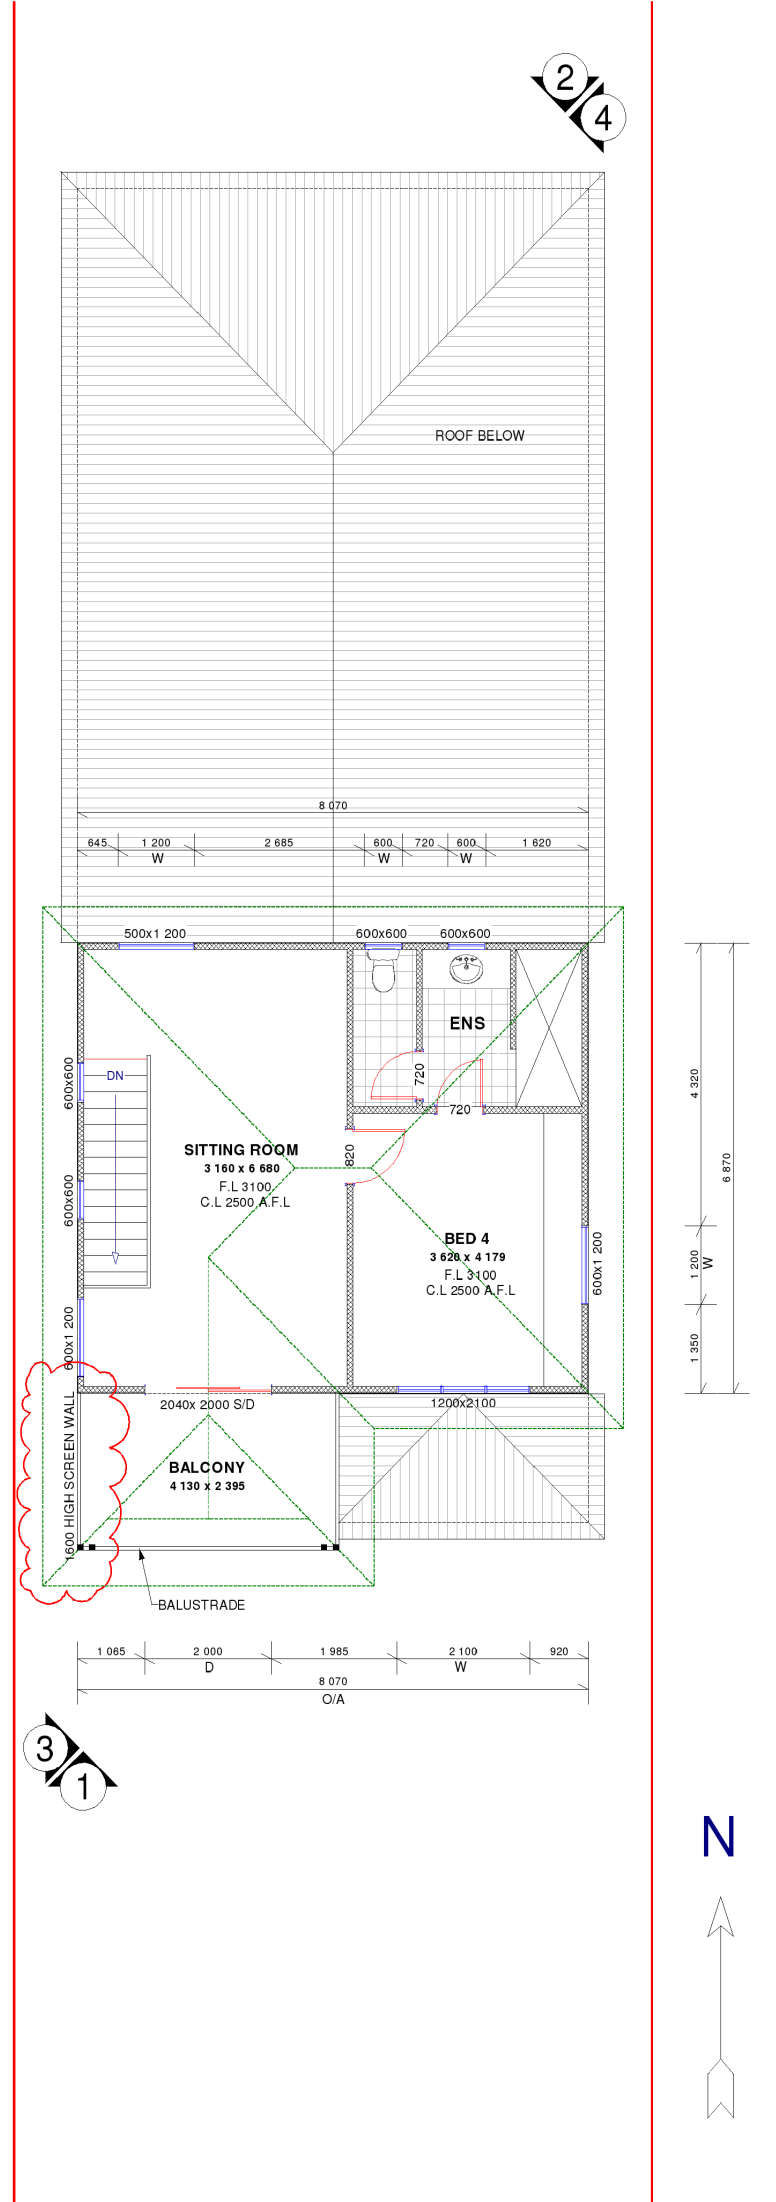 2
4
ROOF BELOW
8 070
645 1 200 2 685 600 720 600 1 620
W W W
500x1 200 600x600 600x600
ENS
DN
600x600
720
720
4 320
SITTING ROOM
3 160 x 6 680
F.L 3100
C.L 2500 A.F.L
820
6 870
600x600
BED 4
3 620 x 4 179
F.L 3100
C.L 2500 A.F.L
600x1 200
1 200
W
600x1 200
1 350
2040x 2000 S/D
1200x2100
1600 HIGH SCREEN WALL
BALCONY
4 130 x 2 395
BALUSTRADE
1 065 2 000 1 985 2 100 920
D W
8 070
O/A
3
1
N